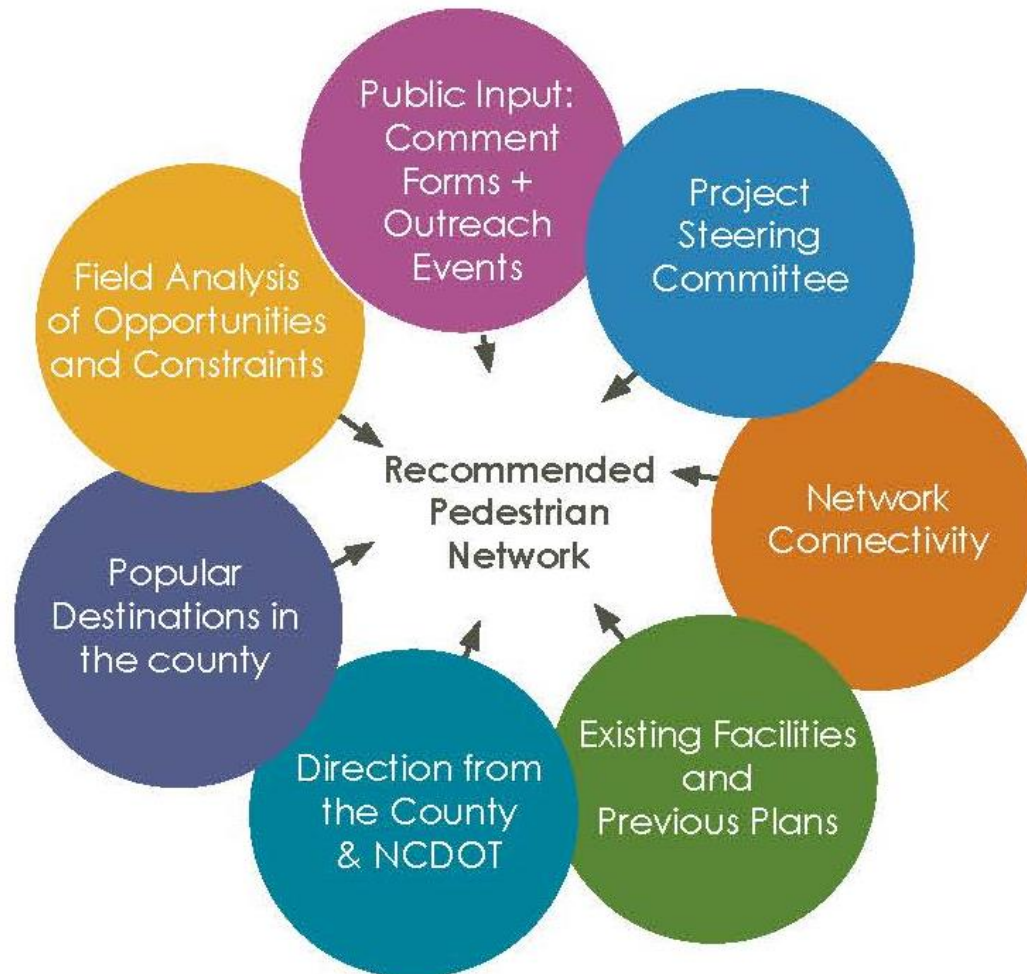 Public Input:
Comment
Forms +
Outreach
Events
Project
Steering
Committee
Network
Connectivity
Existing Facilities
and
Previous Plans
Direction from
the County
& NCDOT
Popular
Destinations in
the county
Field Analysis
of Opportunities
and Constraints
Recommended
Pedestrian
Network